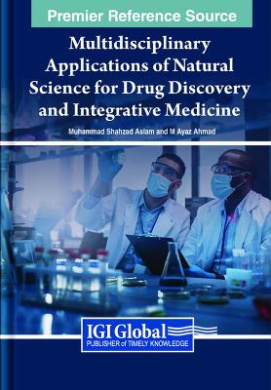 Premier Reference Source
Multidisciplinary
Applications of Natural
Science for Drug Discovery
and Integrative Medicine
Muhammad Shahzad Aslam and M Ayaz Ahmad
IGI Global
PUBLISHER of TIMELY KNOWLEDGE